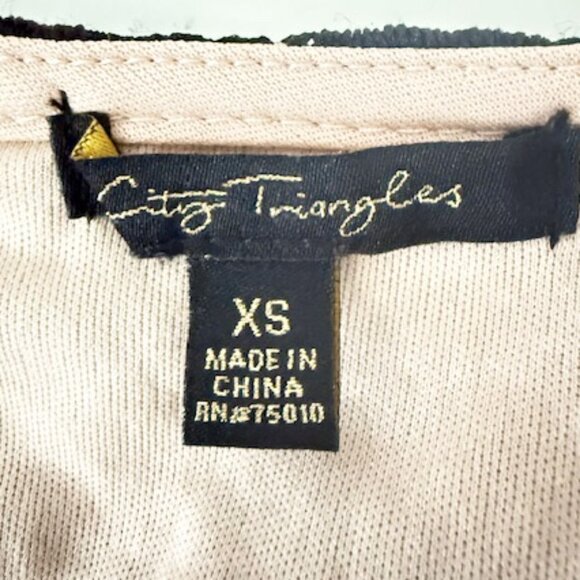 City Triangles
XS
MADE IN
CHINA
RN#75010